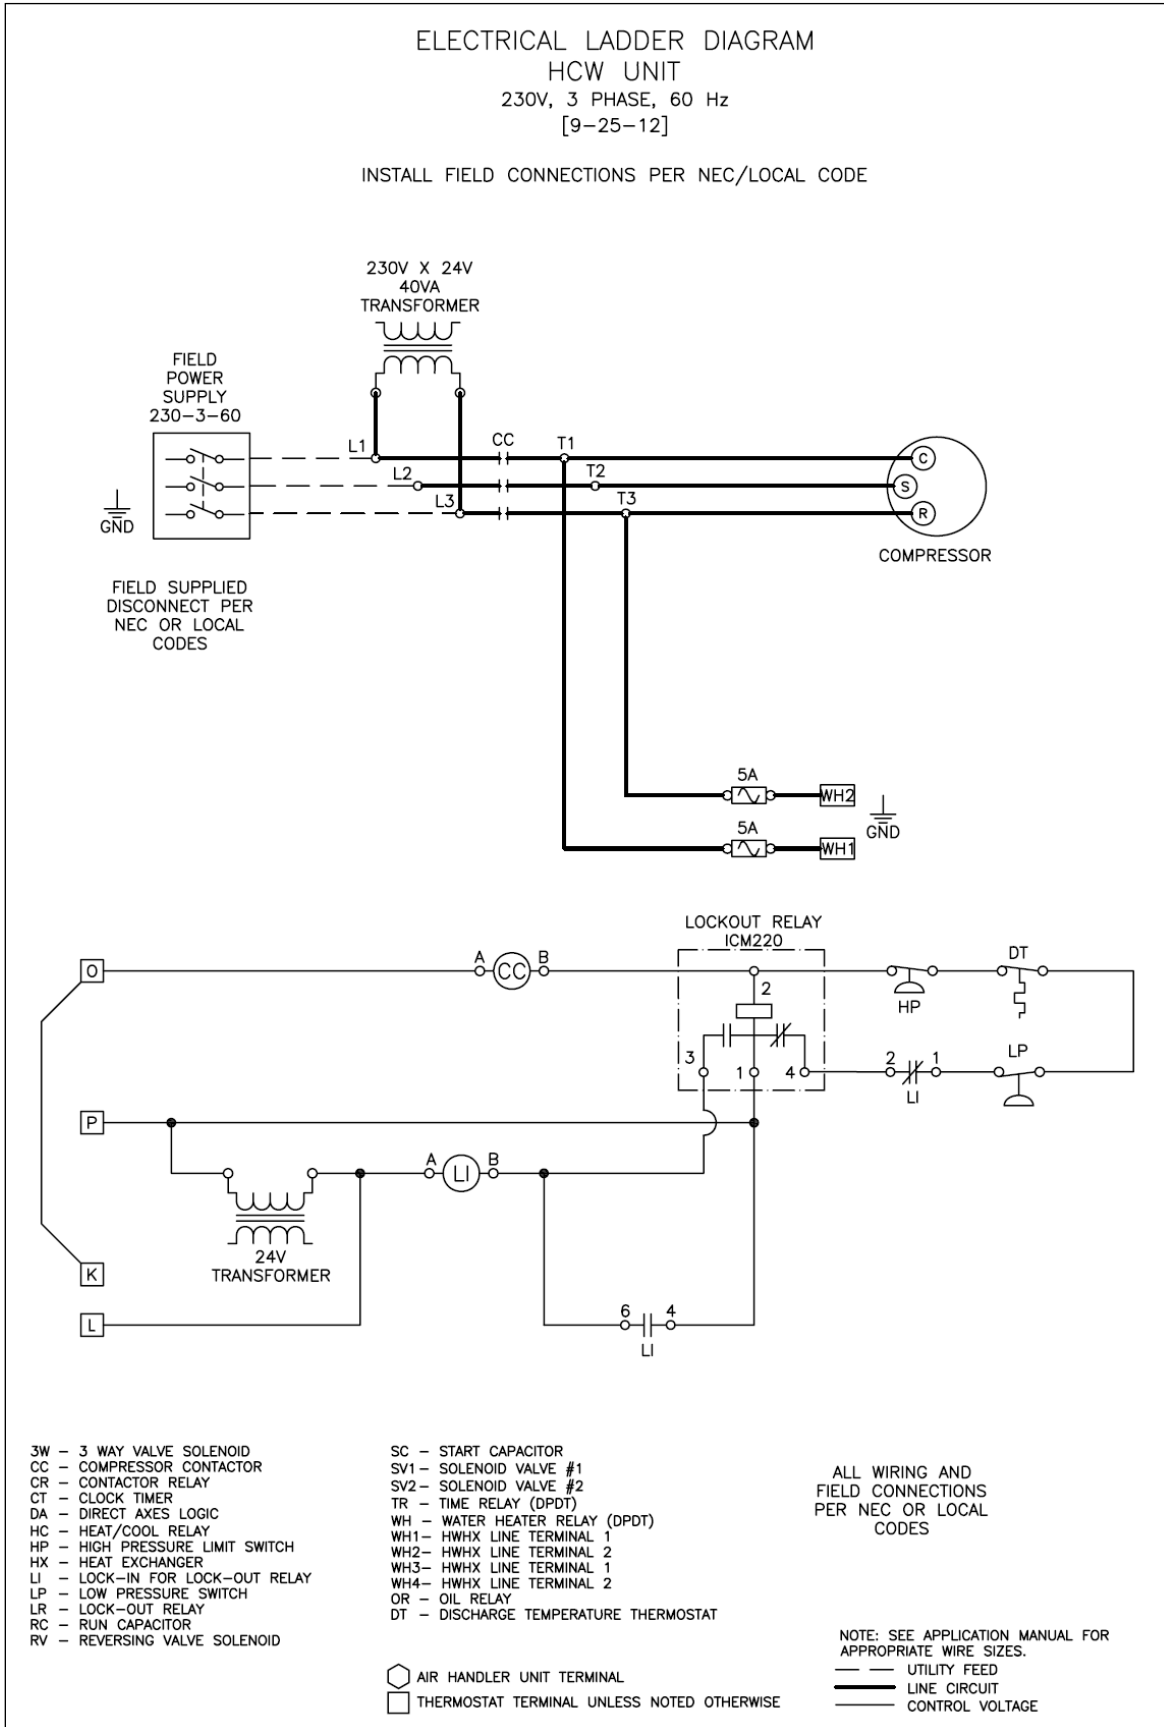 ELECTRICAL LADDER DIAGRAM
HCW UNIT
230V, 3 PHASE, 60 Hz
[9-25-12]
INSTALL FIELD CONNECTIONS PER NEC/LOCAL CODE
230V X 24V
40VA
TRANSFORMER
FIELD
POWER
SUPPLY
230-3-60
L1
CC
T1
C
L2
T2
S
L3
T3
R
GND
COMPRESSOR
FIELD SUPPLIED
DISCONNECT PER
NEC OR LOCAL
CODES
5A
WH2
GND
5A
WH1
LOCKOUT RELAY
ICM220
O
A
CC
B
2
HP
DT
3
1
4
2
1
LI
LP
P
A
LI
B
24V
TRANSFORMER
K
L
6
4
LI
3W - 3 WAY VALVE SOLENOID
CC - COMPRESSOR CONTACTOR
CR - CONTACTOR RELAY
CT - CLOCK TIMER
DA - DIRECT AXES LOGIC
HC - HEAT/COOL RELAY
HP - HIGH PRESSURE LIMIT SWITCH
HX - HEAT EXCHANGER
LI - LOCK-IN FOR LOCK-OUT RELAY
LP - LOW PRESSURE SWITCH
LR - LOCK-OUT RELAY
RC - RUN CAPACITOR
RV - REVERSING VALVE SOLENOID
SC - START CAPACITOR
SV1- SOLENOID VALVE #1
SV2- SOLENOID VALVE #2
TR - TIME RELAY (DPDT)
WH - WATER HEATER RELAY (DPDT)
WH1- HWHX LINE TERMINAL 1
WH2- HWHX LINE TERMINAL 2
WH3- HWHX LINE TERMINAL 1
WH4- HWHX LINE TERMINAL 2
OR - OIL RELAY
DT - DISCHARGE TEMPERATURE THERMOSTAT
ALL WIRING AND
FIELD CONNECTIONS
PER NEC OR LOCAL
CODES
AIR HANDLER UNIT TERMINAL
THERMOSTAT TERMINAL UNLESS NOTED OTHERWISE
NOTE: SEE APPLICATION MANUAL FOR
APPROPRIATE WIRE SIZES.
UTILITY FEED
LINE CIRCUIT
CONTROL VOLTAGE